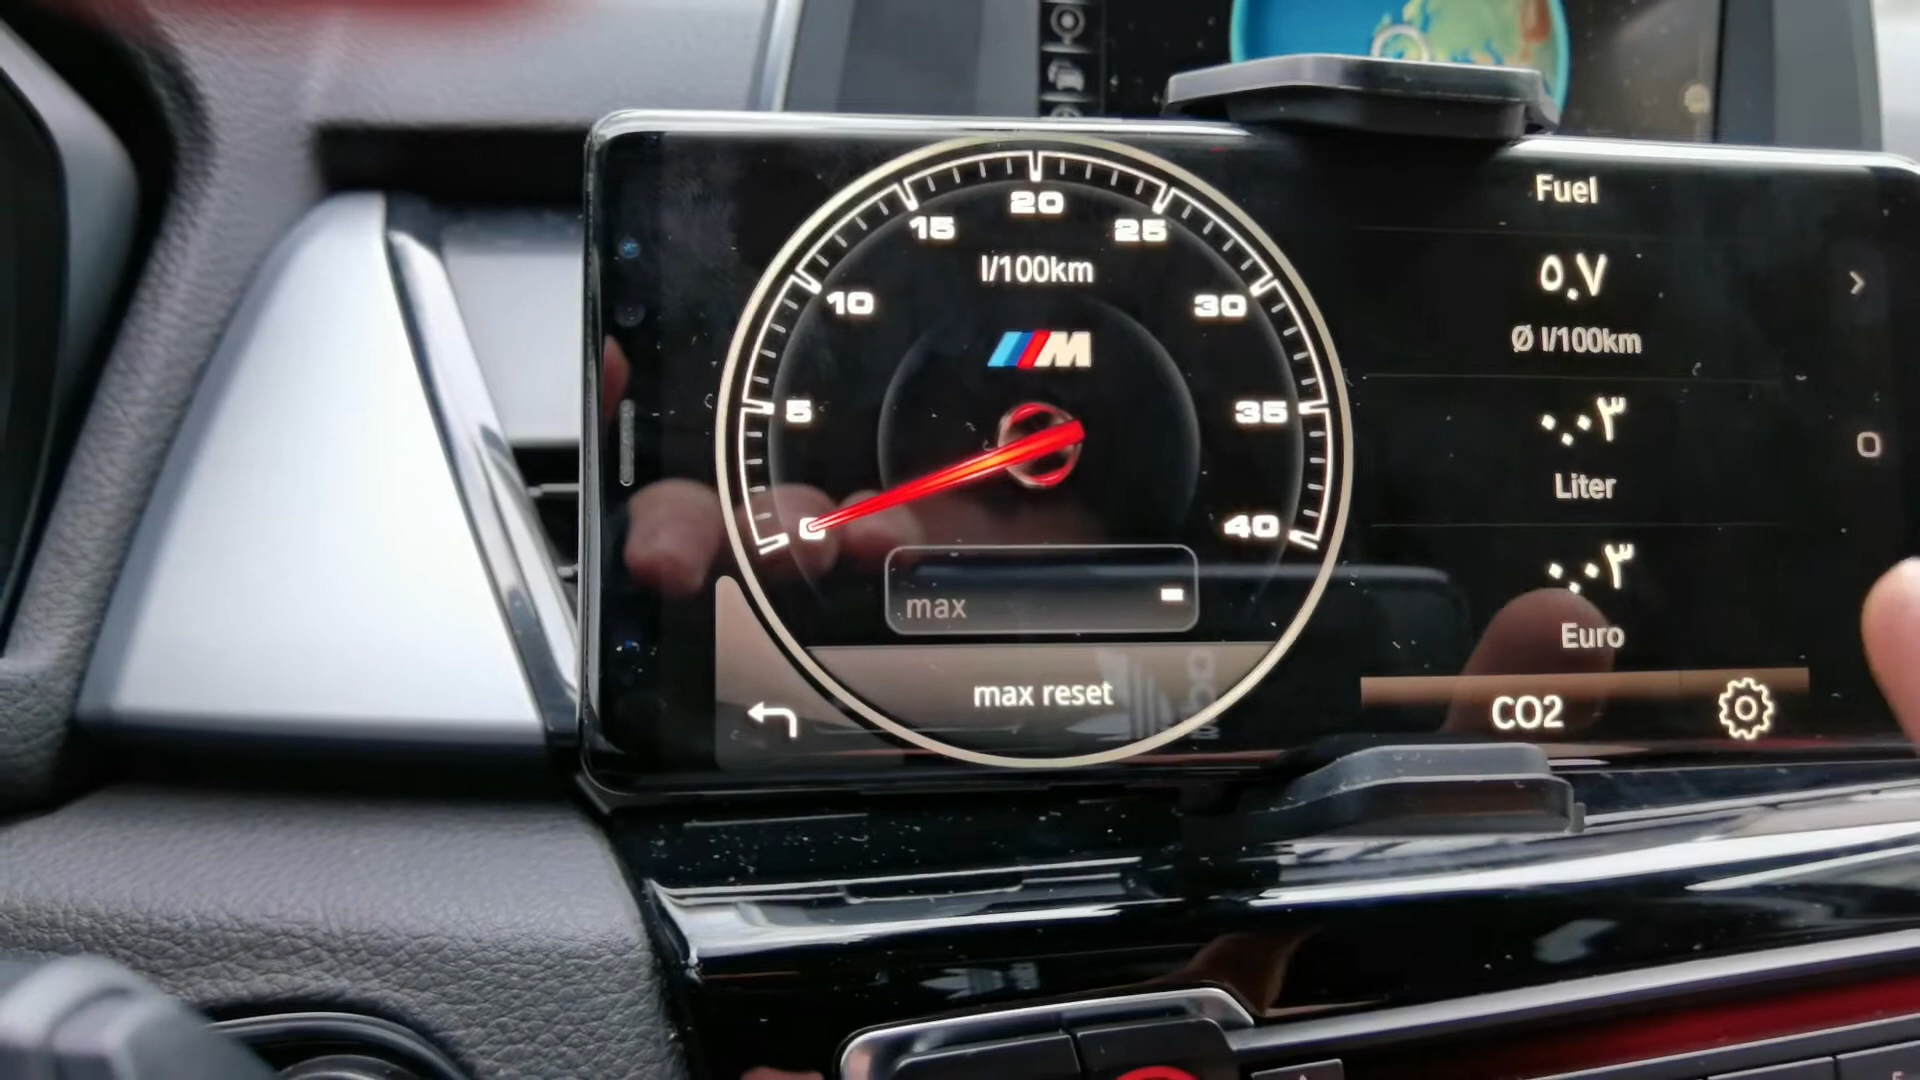 20
15
25
l/100km
10
30
M
5
35
0
40
max -
max reset
Fuel
٥.٧
Ø l/100km
٠.٠٣
Liter
٠.٠٣
Euro
CO2